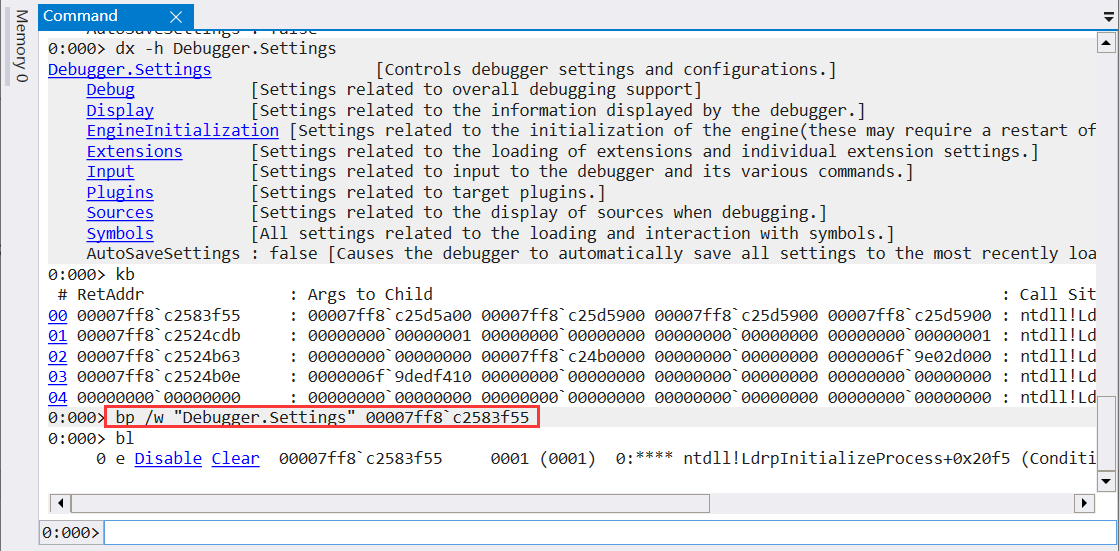 Memory 0
Command
AutoSaveSettings : false
0:000> dx -h Debugger.Settings
Debugger.Settings [Controls debugger settings and configurations.]
Debug [Settings related to overall debugging support]
Display [Settings related to the information displayed by the debugger.]
EngineInitialization [Settings related to the initialization of the engine(these may require a restart of
Extensions [Settings related to the loading of extensions and individual extension settings.]
Input [Settings related to input to the debugger and its various commands.]
Plugins [Settings related to target plugins.]
Sources [Settings related to the display of sources when debugging.]
Symbols [All settings related to the loading and interaction with symbols.]
AutoSaveSettings : false [Causes the debugger to automatically save all settings to the most recently loa
0:000> kb
# RetAddr : Args to Child : Call Sit
00 00007ff8`c2583f55 : 00007ff8`c25d5a00 00007ff8`c25d5900 00007ff8`c25d5900 00007ff8`c25d5900 : ntdll!Ld
01 00007ff8`c2524cdb : 00000000`00000001 00000000`00000000 00000000`00000000 00000000`00000001 : ntdll!Ld
02 00007ff8`c2524b63 : 00000000`00000000 00007ff8`c24b0000 00000000`00000000 0000006f`9e02d000 : ntdll!Ld
03 00007ff8`c2524b0e : 0000006f`9dedf410 00000000`00000000 00000000`00000000 00000000`00000000 : ntdll!Ld
04 00000000`00000000 : 00000000`00000000 00000000`00000000 00000000`00000000 00000000`00000000 : ntdll!Ld
0:000> bp /w "Debugger.Settings" 00007ff8`c2583f55
0:000> bl
0 e Disable Clear 00007ff8`c2583f55 0001 (0001) 0:**** ntdll!LdrpInitializeProcess+0x20f5 (Conditi
0:000>